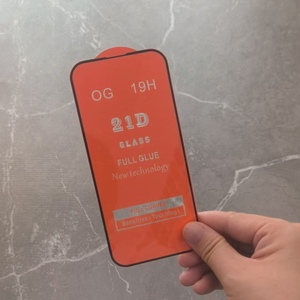 OG 19H
21D
GLASS
FULL GLUE
New technology